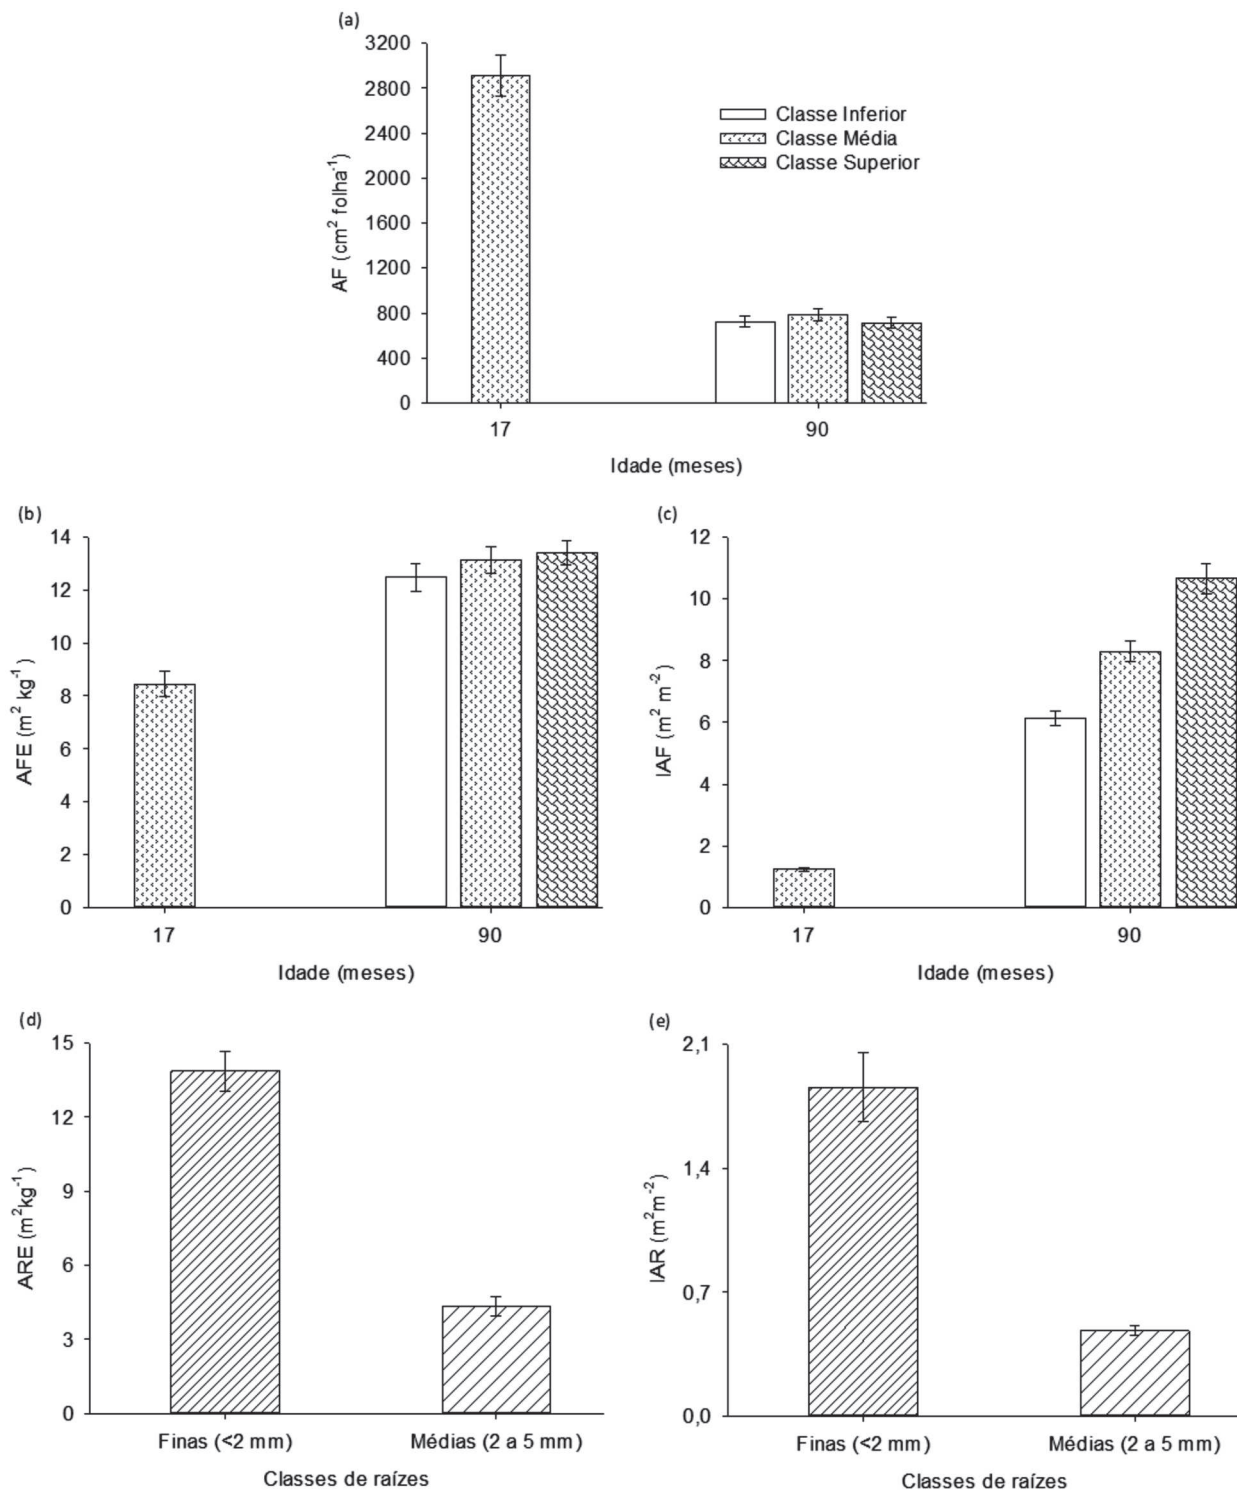 (a)
AF (cm² folha⁻¹)
3200
2800
2400
2000
1600
1200
800
400
0
Classe Inferior
Classe Média
Classe Superior
17
90
Idade (meses)
(b)
AFE (m² kg⁻¹)
14
12
10
8
6
4
2
0
17
90
Idade (meses)
(c)
IAF (m² m⁻²)
12
10
8
6
4
2
0
17
90
Idade (meses)
(d)
ARE (m²kg⁻¹)
15
12
9
6
3
0
Finas (<2 mm)
Médias (2 a 5 mm)
Classes de raízes
(e)
IAR (m²m⁻²)
2,1
1,4
0,7
0,0
Finas (<2 mm)
Médias (2 a 5 mm)
Classes de raízes